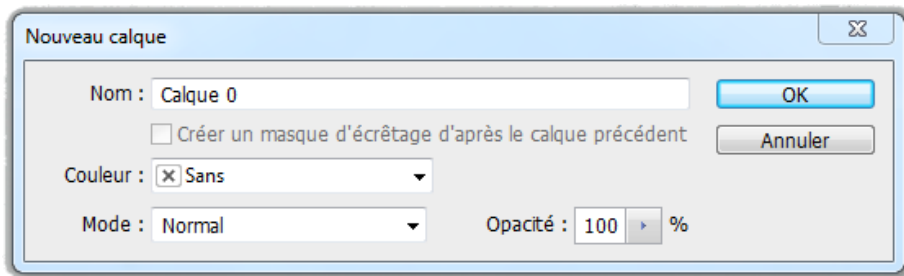 Nouveau calque
Nom : Calque 0 OK
Créer un masque d'écrêtage d'après le calque précédent Annuler
Couleur : Sans
Mode : Normal Opacité : 100 %